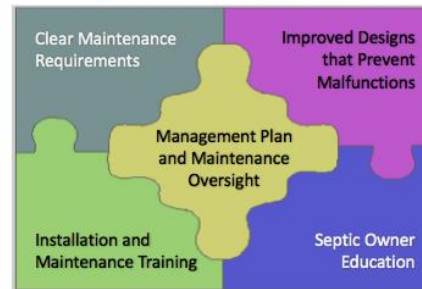 Clear Maintenance
Requirements
Improved Designs
that Prevent
Malfunctions
Management Plan
and Maintenance
Oversight
Installation and
Maintenance Training
Septic Owner
Education